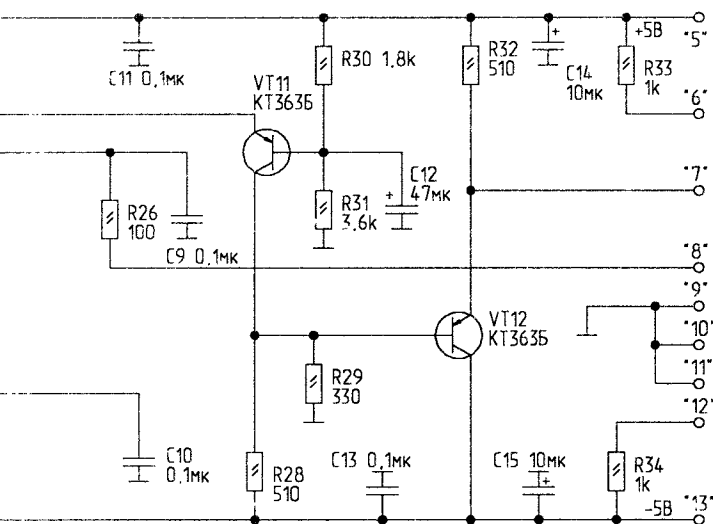 +5В
"5"
R30 1,8k
R32
510
+
C14
10мк
R33
1k
C11 0,1мк
VT11
КТ363Б
"6"
C12
47мк
+
"7"
R26
100
R31
3,6k
C9 0,1мк
"8"
"9"
VT12
КТ363Б
"10"
"11"
R29
330
"12"
C10
0,1мк
R28
510
C13 0,1мк
C15 10мк
+
R34
1k
-5В
"13"